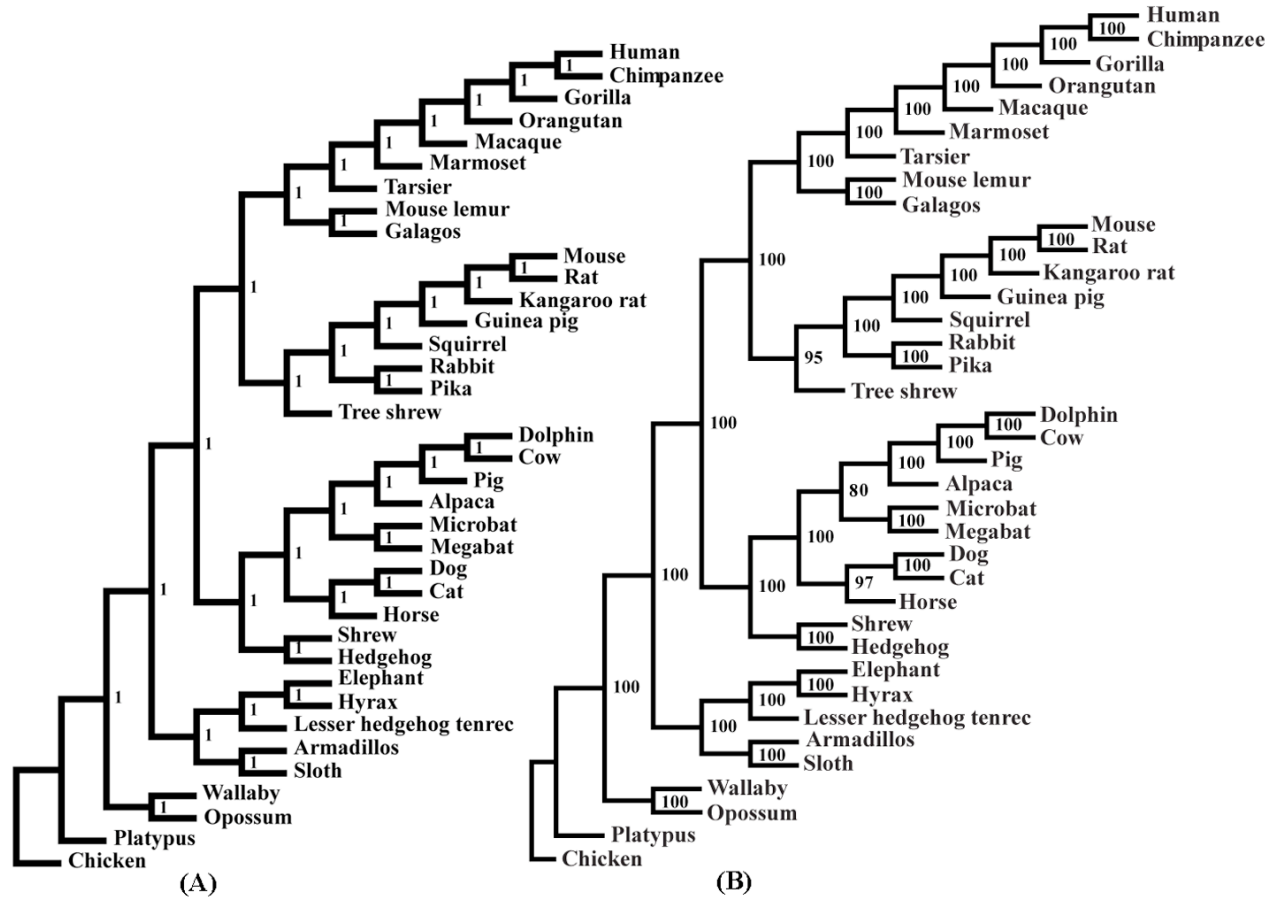 Human
Chimpanzee
1
1
Gorilla
1
Orangutan
1
Macaque
1
Marmoset
1
Tarsier
1
Mouse lemur
1
Galagos
1
Mouse
1
Rat
1
Kangaroo rat
1
Guinea pig
1
Squirrel
1
Rabbit
1
Pika
1
Tree shrew
1
1
Dolphin
1
Cow
1
Pig
1
Alpaca
1
Microbat
1
Megabat
1
Dog
1
Cat
1
Horse
1
Shrew
1
Hedgehog
Elephant
1
Hyrax
1
Lesser hedgehog tenrec
1
Armadillos
1
Sloth
1
1
Wallaby
1
Opossum
Platypus
Chicken
(A)
Human
100
Chimpanzee
100
Gorilla
100
Orangutan
100
Macaque
100
Marmoset
100
Tarsier
100
Mouse lemur
100
Galagos
100
Mouse
100
Rat
100
Kangaroo rat
100
Guinea pig
100
Squirrel
100
Rabbit
100
Pika
95
Tree shrew
100
Dolphin
100
Cow
100
Pig
100
Alpaca
80
Microbat
100
Megabat
100
Dog
100
Cat
97
Horse
100
Shrew
100
Hedgehog
100
Elephant
100
Hyrax
100
Lesser hedgehog tenrec
100
Armadillos
100
Sloth
100
Wallaby
100
Opossum
Platypus
Chicken
(B)